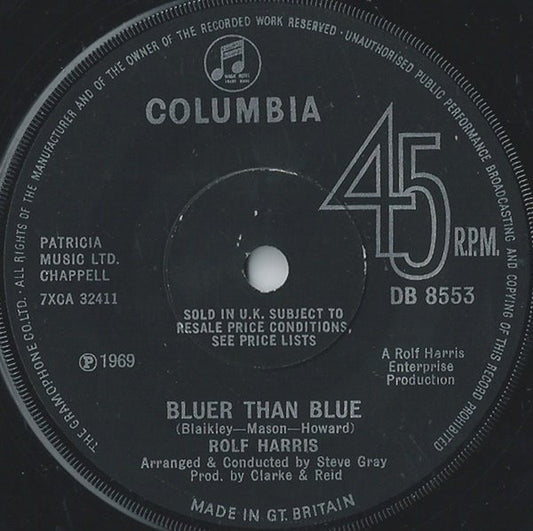 THE GRAMOPHONE CO. LTD. · ALL RIGHTS OF THE MANUFACTURER AND OF THE OWNER OF THE RECORDED WORK RESERVED · UNAUTHORISED PUBLIC PERFORMANCE BROADCASTING AND COPYING OF THIS RECORD PROHIBITED
COLUMBIA
45
R.P.M.
PATRICIA
MUSIC LTD.
CHAPPELL
7XCA 32411
DB 8553
SOLD IN U.K. SUBJECT TO
RESALE PRICE CONDITIONS,
SEE PRICE LISTS
Ⓟ 1969
A Rolf Harris
Enterprise
Production
BLUER THAN BLUE
(Blaikley—Mason—Howard)
ROLF HARRIS
Arranged & Conducted by Steve Gray
Prod. by Clarke & Reid
MADE IN GT. BRITAIN